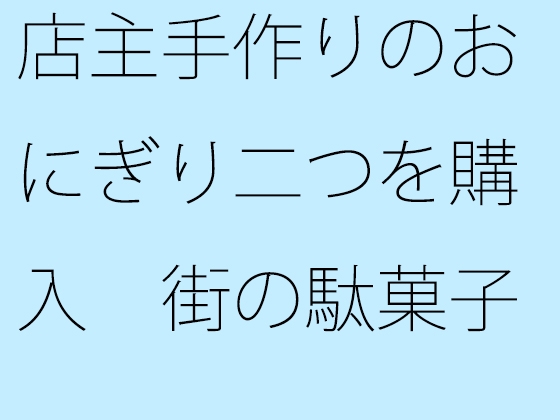 店主手作りのお
にぎり二つを購
入　街の駄菓子